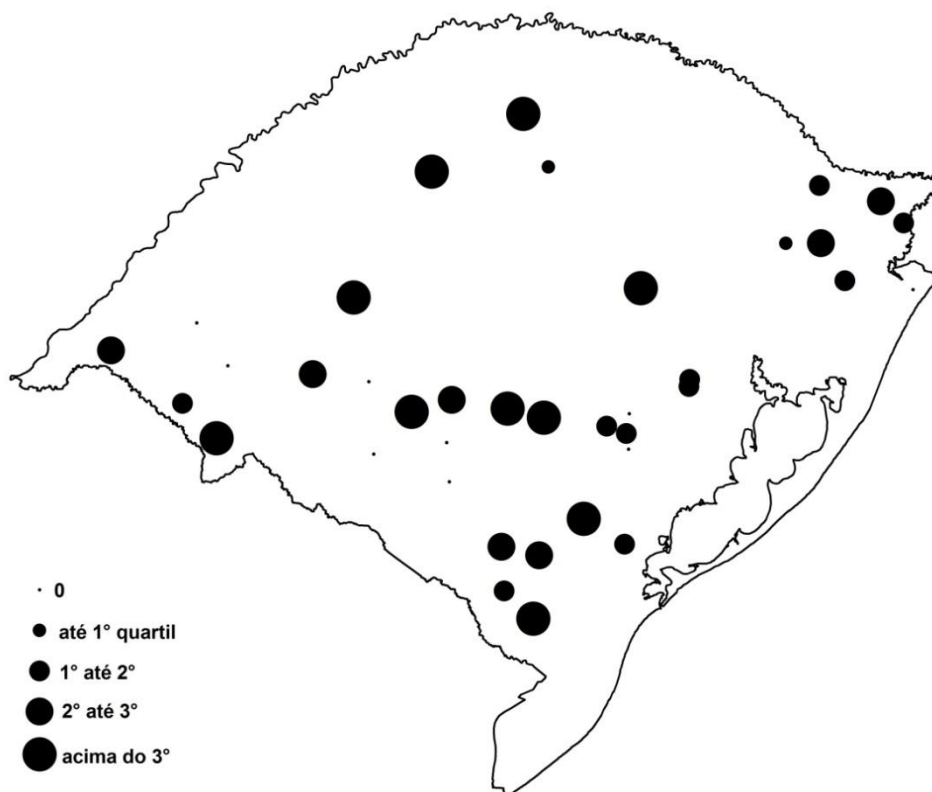 0
até 1° quartil
1° até 2°
2° até 3°
acima do 3°